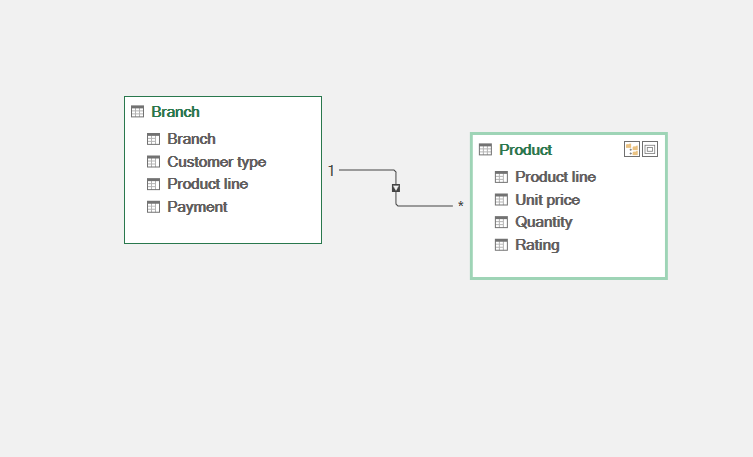 Branch
Branch
Customer type
Product line
Payment
1
*
Product
Product line
Unit price
Quantity
Rating